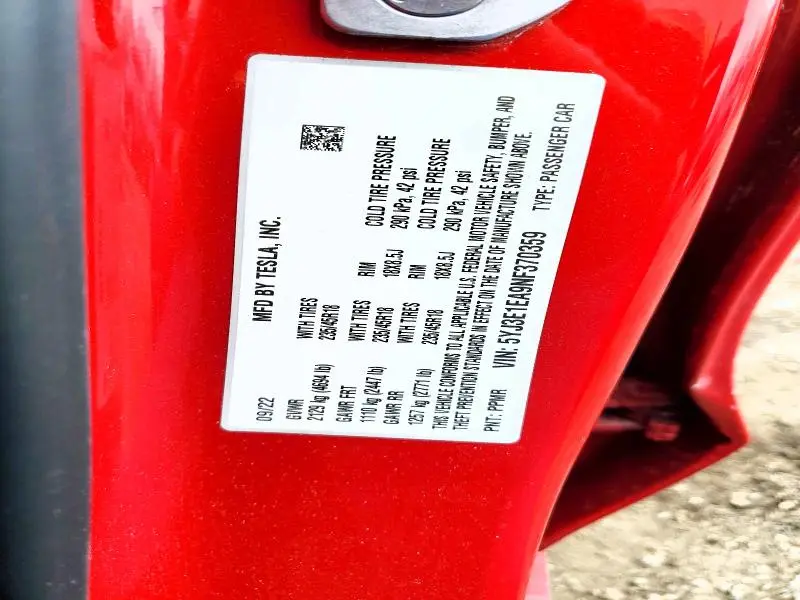 MFD BY TESLA, INC.
09/22
GVWR WITH TIRES
2129 kg (4694 lb) 235/45R18
GAWR FRT WITH TIRES RIM COLD TIRE PRESSURE
1110 kg (2447 lb) 235/45R18 18X8.5J 290 kPa, 42 psi
GAWR RR WITH TIRES RIM COLD TIRE PRESSURE
1257 kg (2771 lb) 235/45R18 18X8.5J 290 kPa, 42 psi
THIS VEHICLE CONFORMS TO ALL APPLICABLE U.S. FEDERAL MOTOR VEHICLE SAFETY, BUMPER, AND
THEFT PREVENTION STANDARDS IN EFFECT ON THE DATE OF MANUFACTURE SHOWN ABOVE.
PNT: PPMR VIN: 5YJ3E1EA9NF370359 TYPE: PASSENGER CAR